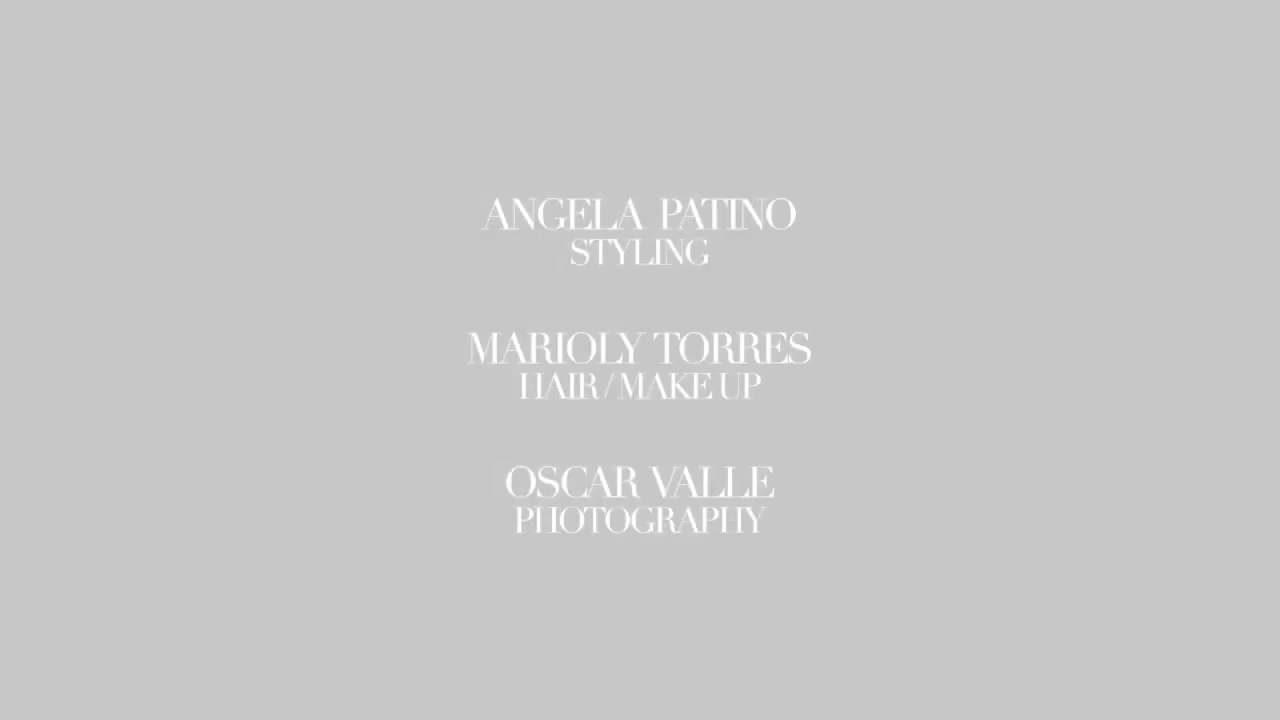 ANGELA PATINO
STYLING
MARIOLY TORRES
HAIR / MAKE UP
OSCAR VALLE
PHOTOGRAPHY